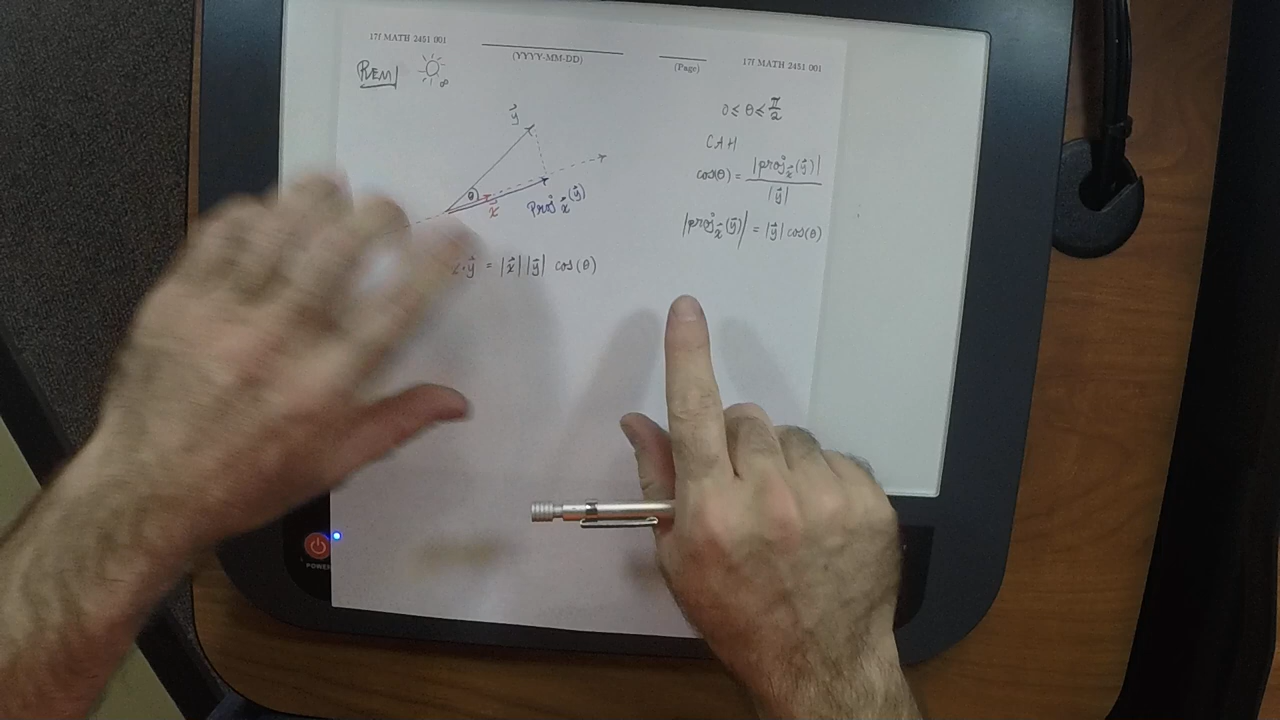 17f MATH 2451 001
(YYYY-MM-DD)
(Page)
17f MATH 2451 001
REM
∞
0 ≤ θ ≤ π/2
CAH
cos(θ) = |proj_x⃗(y⃗)| / |y⃗|
|proj_x⃗(y⃗)| = |y⃗| cos(θ)
y⃗
θ
x⃗
proj_x⃗(y⃗)
x⃗·y⃗ = |x⃗| |y⃗| cos(θ)
POWER